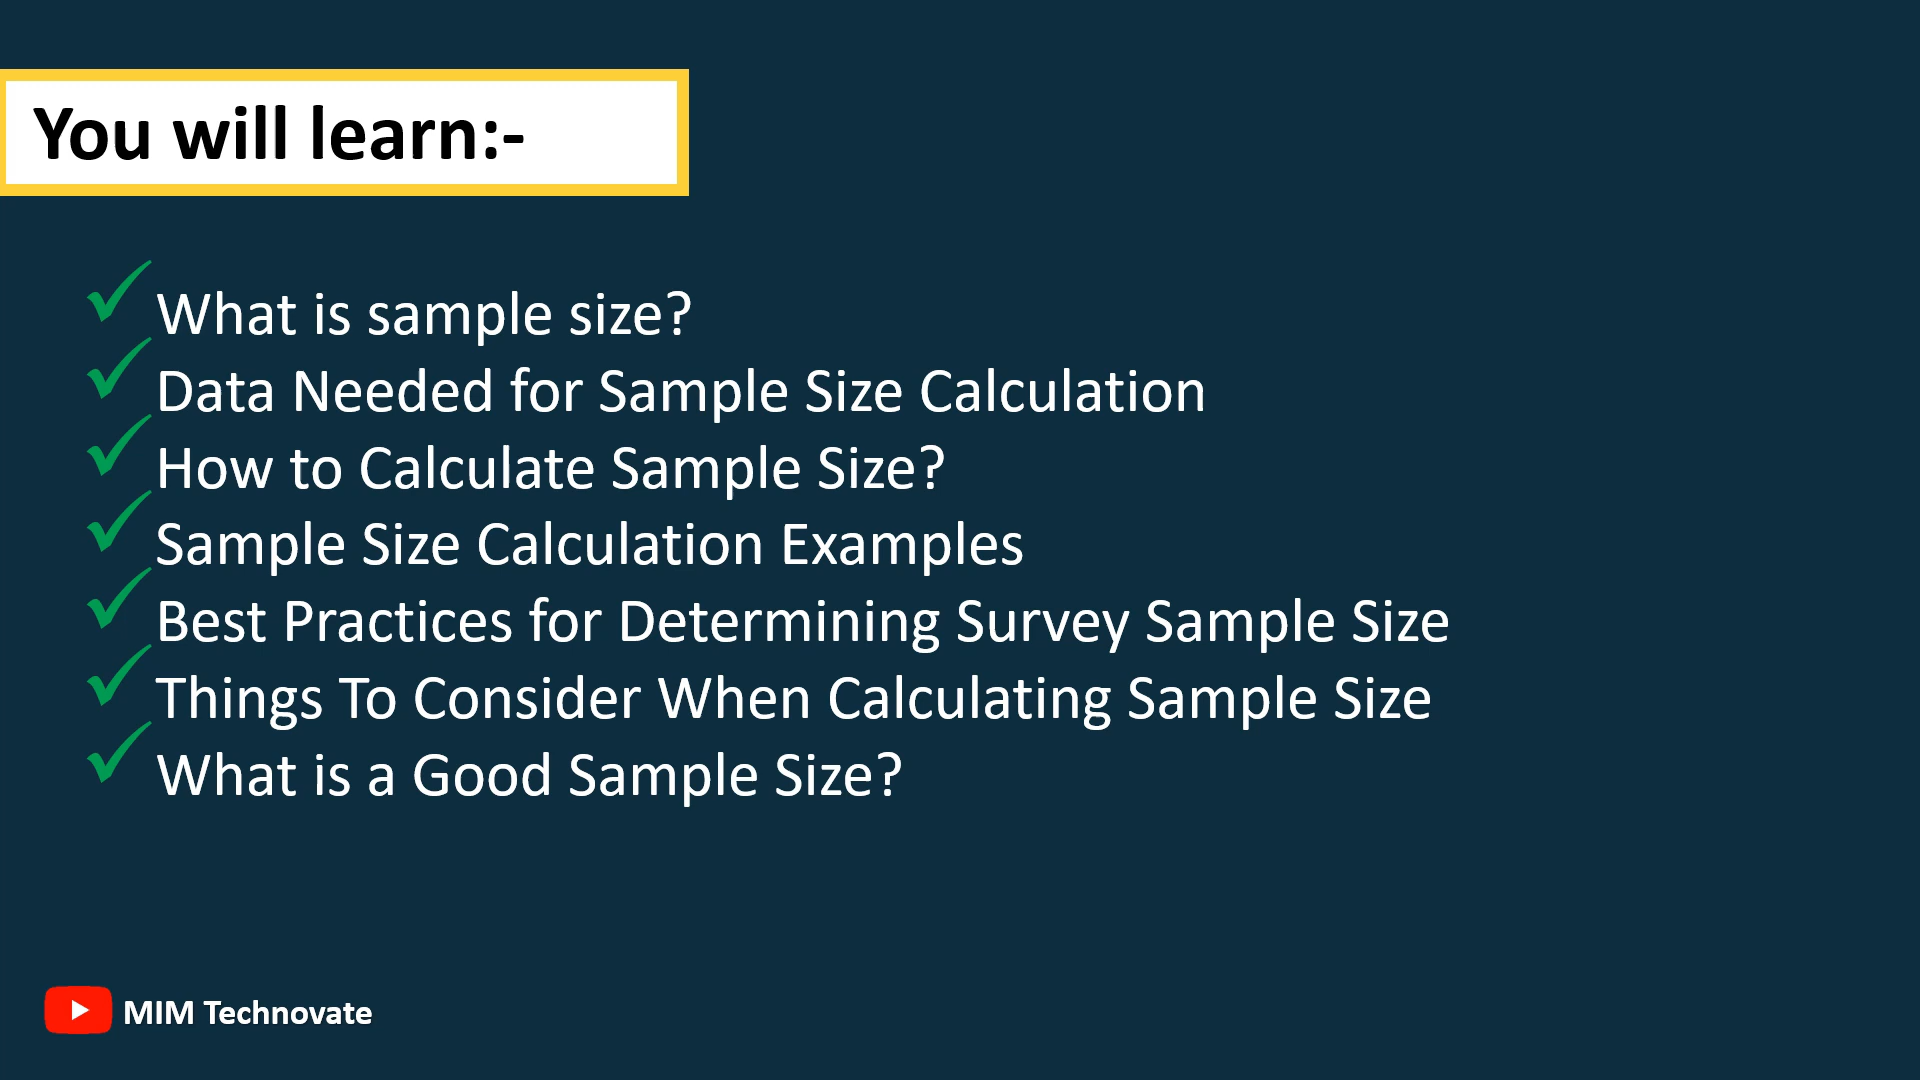 You will learn:-
What is sample size?
Data Needed for Sample Size Calculation
How to Calculate Sample Size?
Sample Size Calculation Examples
Best Practices for Determining Survey Sample Size
Things To Consider When Calculating Sample Size
What is a Good Sample Size?
MIM Technovate